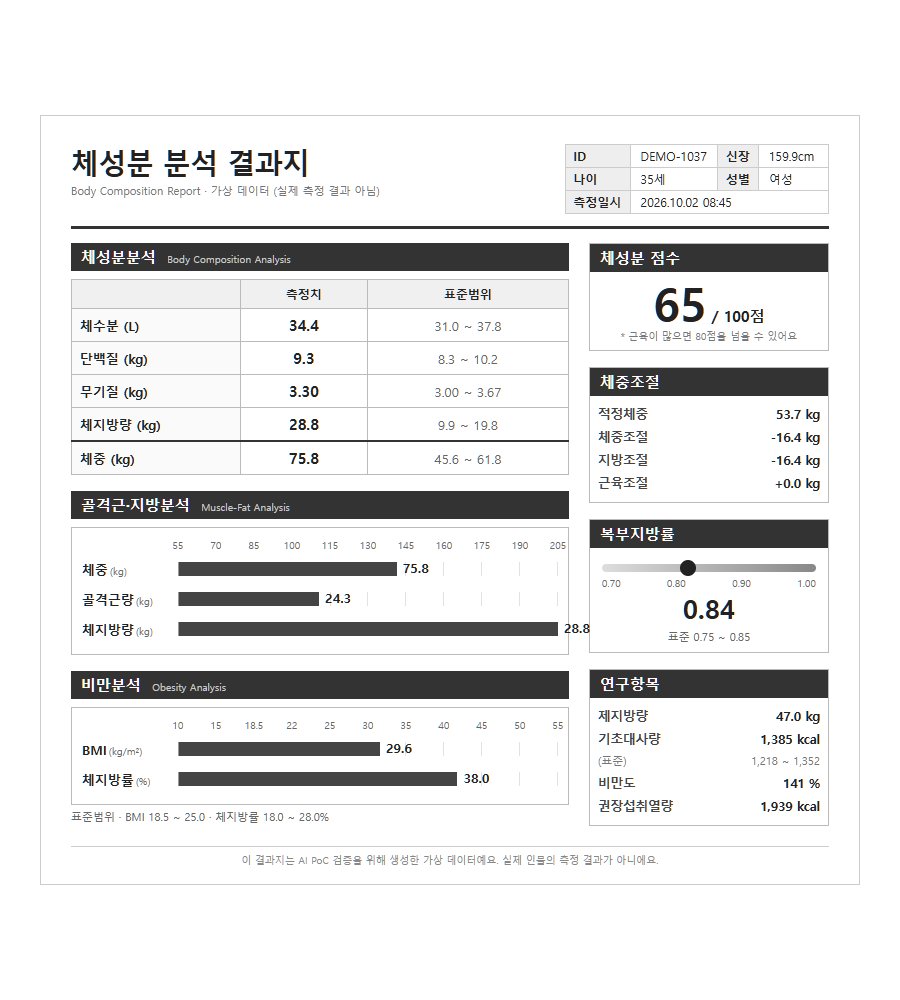 체성분 분석 결과지
Body Composition Report · 가상 데이터 (실제 측정 결과 아님)
ID DEMO-1037 신장 159.9cm
나이 35세 성별 여성
측정일시 2026.10.02 08:45
체성분분석 Body Composition Analysis
측정치 표준범위
체수분 (L) 34.4 31.0 ~ 37.8
단백질 (kg) 9.3 8.3 ~ 10.2
무기질 (kg) 3.30 3.00 ~ 3.67
체지방량 (kg) 28.8 9.9 ~ 19.8
체중 (kg) 75.8 45.6 ~ 61.8
골격근·지방분석 Muscle-Fat Analysis
55 70 85 100 115 130 145 160 175 190 205
체중 (kg) 75.8
골격근량 (kg) 24.3
체지방량 (kg) 28.8
비만분석 Obesity Analysis
10 15 18.5 22 25 30 35 40 45 50 55
BMI (kg/m²) 29.6
체지방률 (%) 38.0
표준범위 · BMI 18.5 ~ 25.0 · 체지방률 18.0 ~ 28.0%
체성분 점수
65 / 100점
* 근육이 많으면 80점을 넘을 수 있어요
체중조절
적정체중 53.7 kg
체중조절 -16.4 kg
지방조절 -16.4 kg
근육조절 +0.0 kg
복부지방률
0.70 0.80 0.90 1.00
0.84
표준 0.75 ~ 0.85
연구항목
제지방량 47.0 kg
기초대사량 1,385 kcal
(표준) 1,218 ~ 1,352
비만도 141 %
권장섭취열량 1,939 kcal
이 결과지는 AI PoC 검증을 위해 생성한 가상 데이터예요. 실제 인물의 측정 결과가 아니에요.